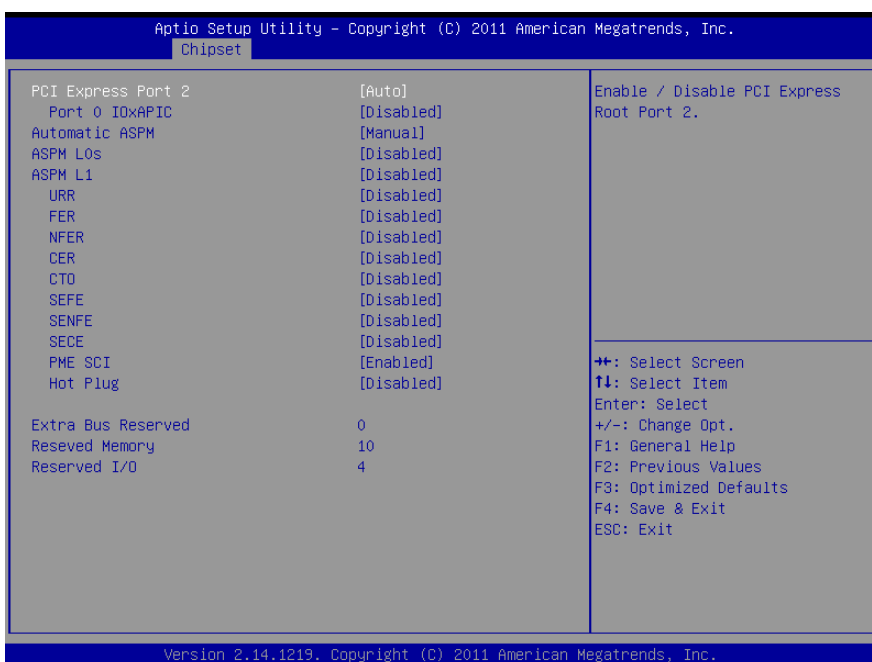 Aptio Setup Utility – Copyright (C) 2011 American Megatrends, Inc.
Chipset
PCI Express Port 2 [Auto]
Port 0 IOxAPIC [Disabled]
Automatic ASPM [Manual]
ASPM L0s [Disabled]
ASPM L1 [Disabled]
URR [Disabled]
FER [Disabled]
NFER [Disabled]
CER [Disabled]
CTO [Disabled]
SEFE [Disabled]
SENFE [Disabled]
SECE [Disabled]
PME SCI [Enabled]
Hot Plug [Disabled]
Extra Bus Reserved 0
Reseved Memory 10
Reserved I/O 4
Enable / Disable PCI Express
Root Port 2.
→←: Select Screen
↑↓: Select Item
Enter: Select
+/-: Change Opt.
F1: General Help
F2: Previous Values
F3: Optimized Defaults
F4: Save & Exit
ESC: Exit
Version 2.14.1219. Copyright (C) 2011 American Megatrends, Inc.